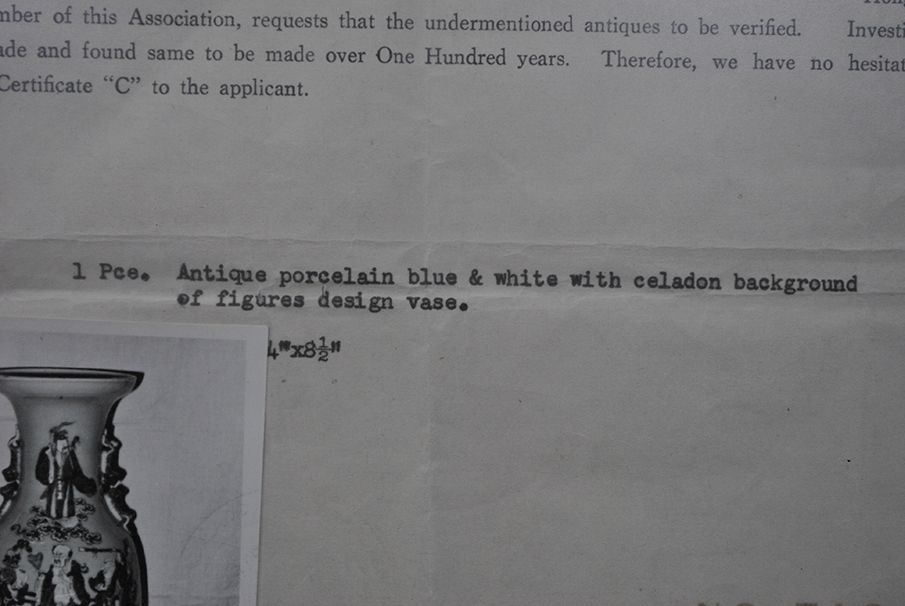 mber of this Association, requests that the undermentioned antiques to be verified. Investi
ade and found same to be made over One Hundred years. Therefore, we have no hesitat
Certificate “C” to the applicant.
1 Pce. Antique porcelain blue & white with celadon background
of figures design vase.
4"x8½"